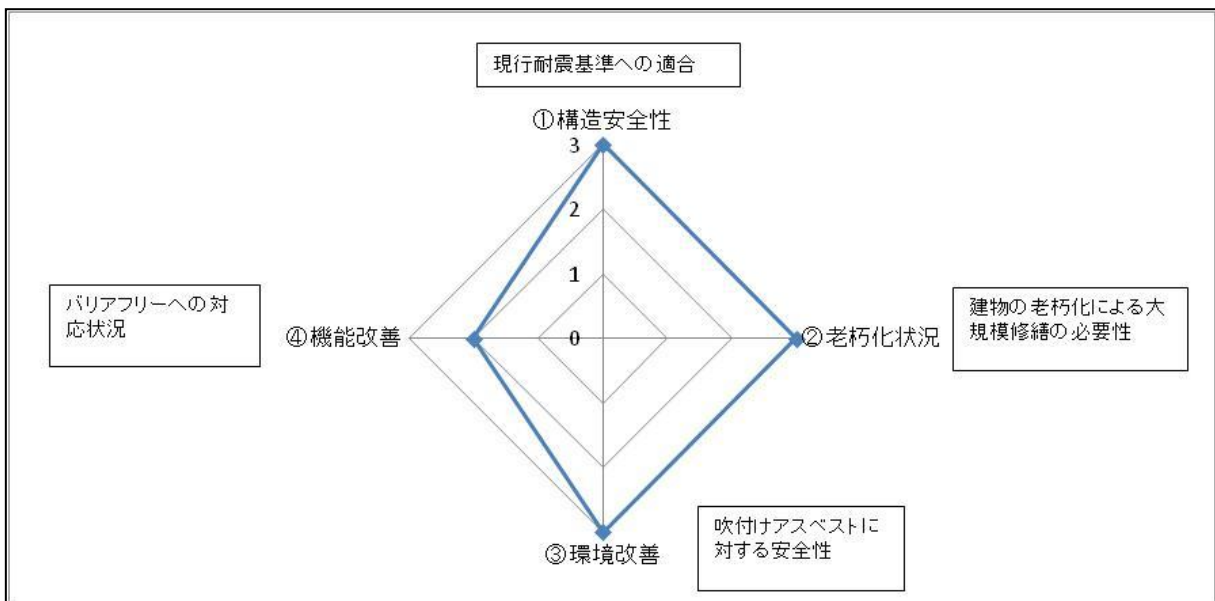 現行耐震基準への適合
①構造安全性
3
2
1
0
バリアフリーへの対
応状況
④機能改善
②老朽化状況
建物の老朽化による大
規模修繕の必要性
③環境改善
吹付けアスベストに
対する安全性